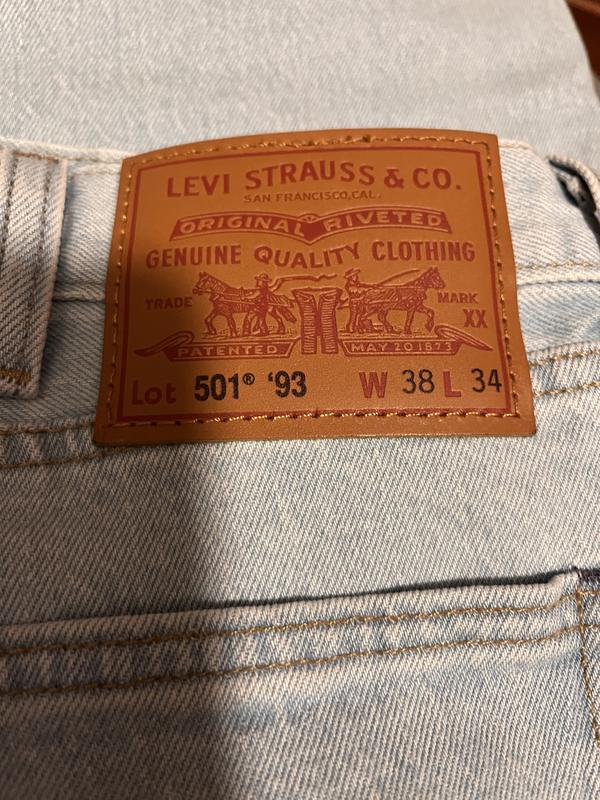 LEVI STRAUSS & CO.
SAN FRANCISCO, CAL.
ORIGINAL RIVETED
GENUINE QUALITY CLOTHING
TRADE MARK
XX
PATENTED MAY 20 1873
Lot 501® ‘93 W 38 L 34